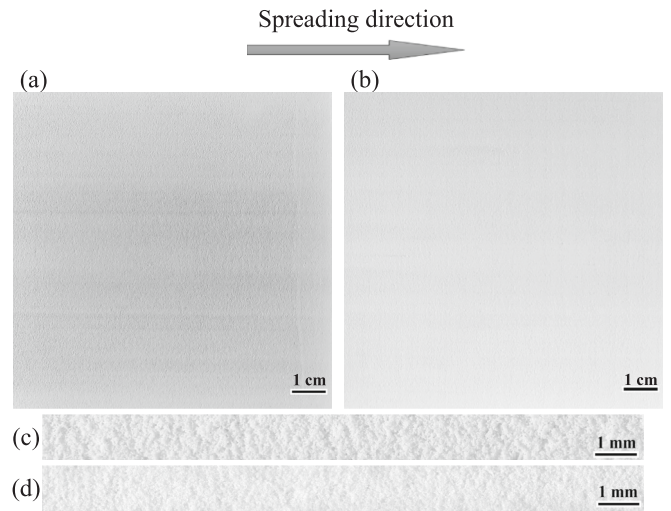 Spreading direction
(a)
(b)
1 cm
1 cm
(c)
1 mm
(d)
1 mm